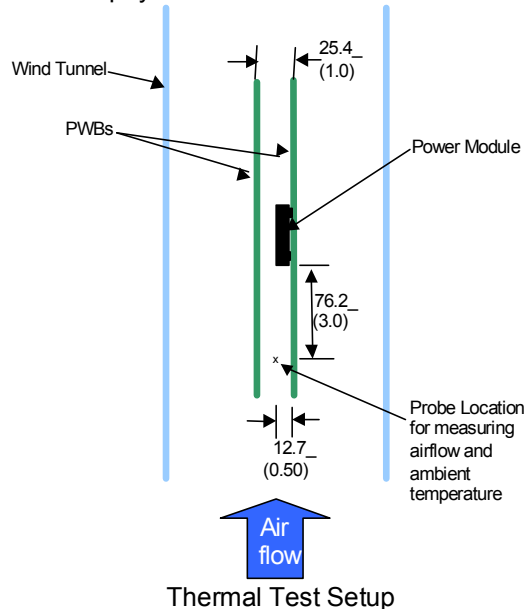 25.4_
(1.0)
Wind Tunnel
PWBs
Power Module
76.2_
(3.0)
x
Probe Location
for measuring
airflow and
ambient
temperature
12.7_
(0.50)
Air
flow
Thermal Test Setup